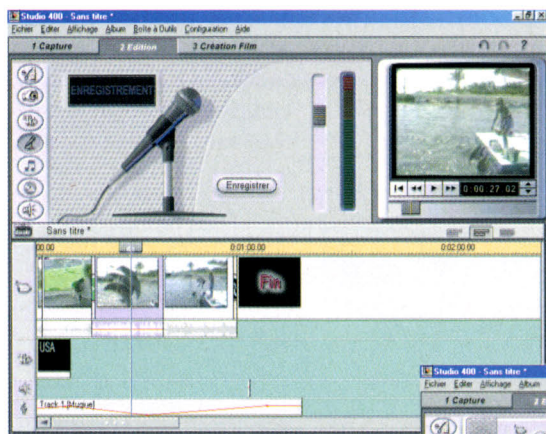 Studio 400 - Sans titre *
Fichier Editer Affichage Album Boîte à Outils Configuration Aide
1 Capture 2 Edition 3 Création Film ?
ENREGISTREMENT
Enregistrer
0:00:27.02
Sans titre *
00.00 0:01:00.00 0:02:00.00
Fin
USA
Track 1 [Musique]
Studio 400 - Sans titre *
Fichier Editer Affichage Album
1 Capture